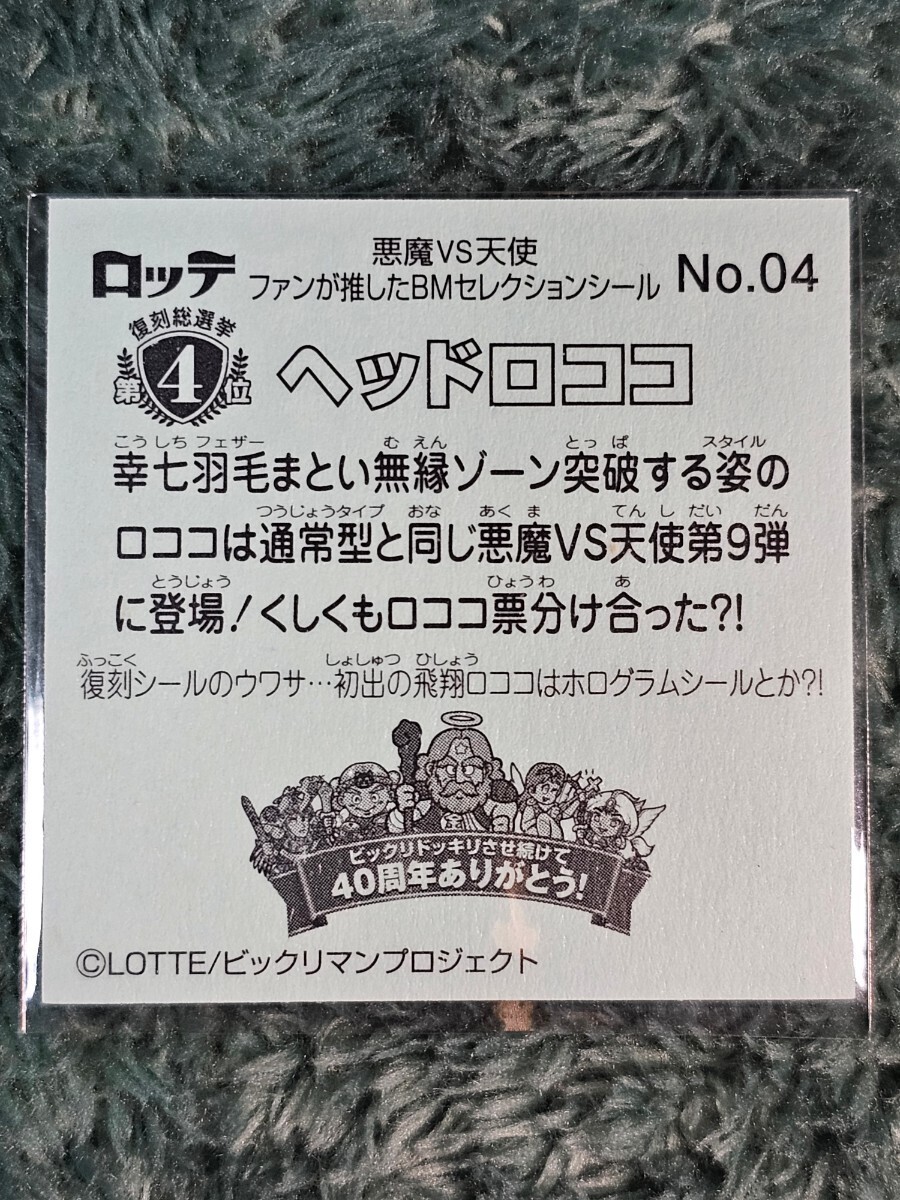 ロッテ
悪魔VS天使
ファンが推したBMセレクションシール
No.04
復刻総選挙
第4位
ヘッドロココ
こうしちフェザー むえん とっぱ スタイル
幸七羽毛まとい無縁ゾーン突破する姿の
つうじょうタイプ おな あくま てんしだい だん
ロココは通常型と同じ悪魔VS天使第9弾
とうじょう ひょうわ あ
に登場!くしくもロココ票分け合った?!
ふっこく しょしゅつ ひしょう
復刻シールのウワサ…初出の飛翔ロココはホログラムシールとか?!
ビックリドッキリさせ続けて
40周年ありがとう!
©LOTTE/ビックリマンプロジェクト